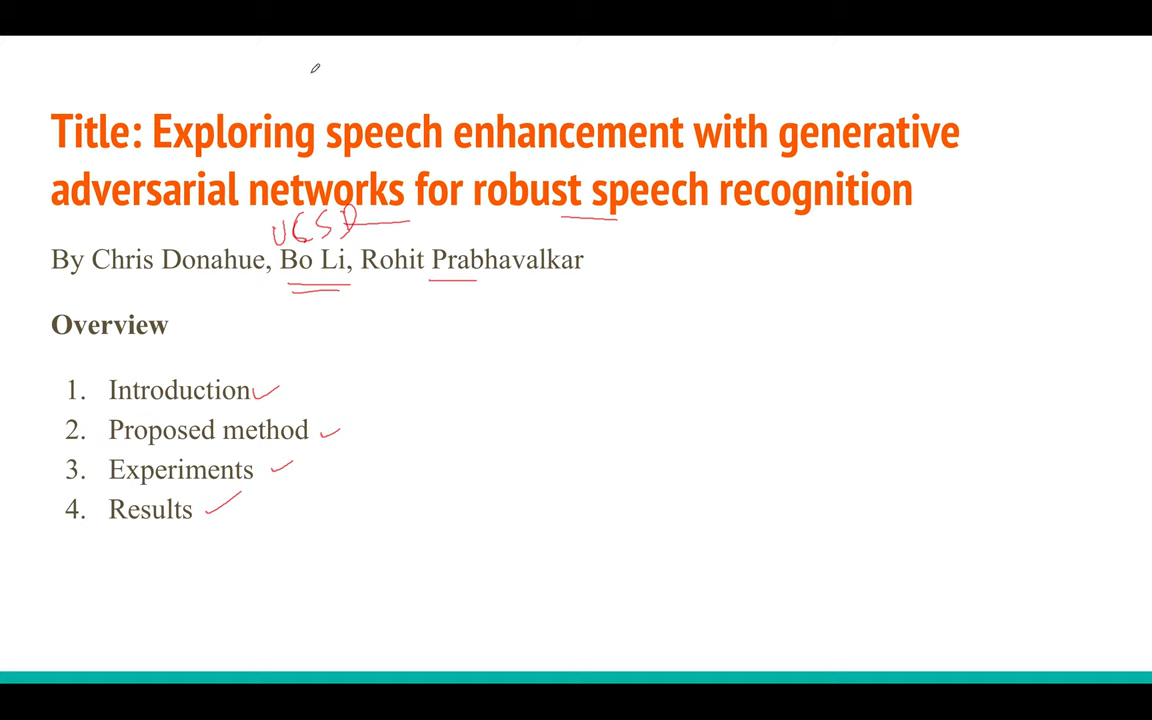 Title: Exploring speech enhancement with generative
adversarial networks for robust speech recognition
UCSD
By Chris Donahue, Bo Li, Rohit Prabhavalkar
Overview
1. Introduction
2. Proposed method
3. Experiments
4. Results